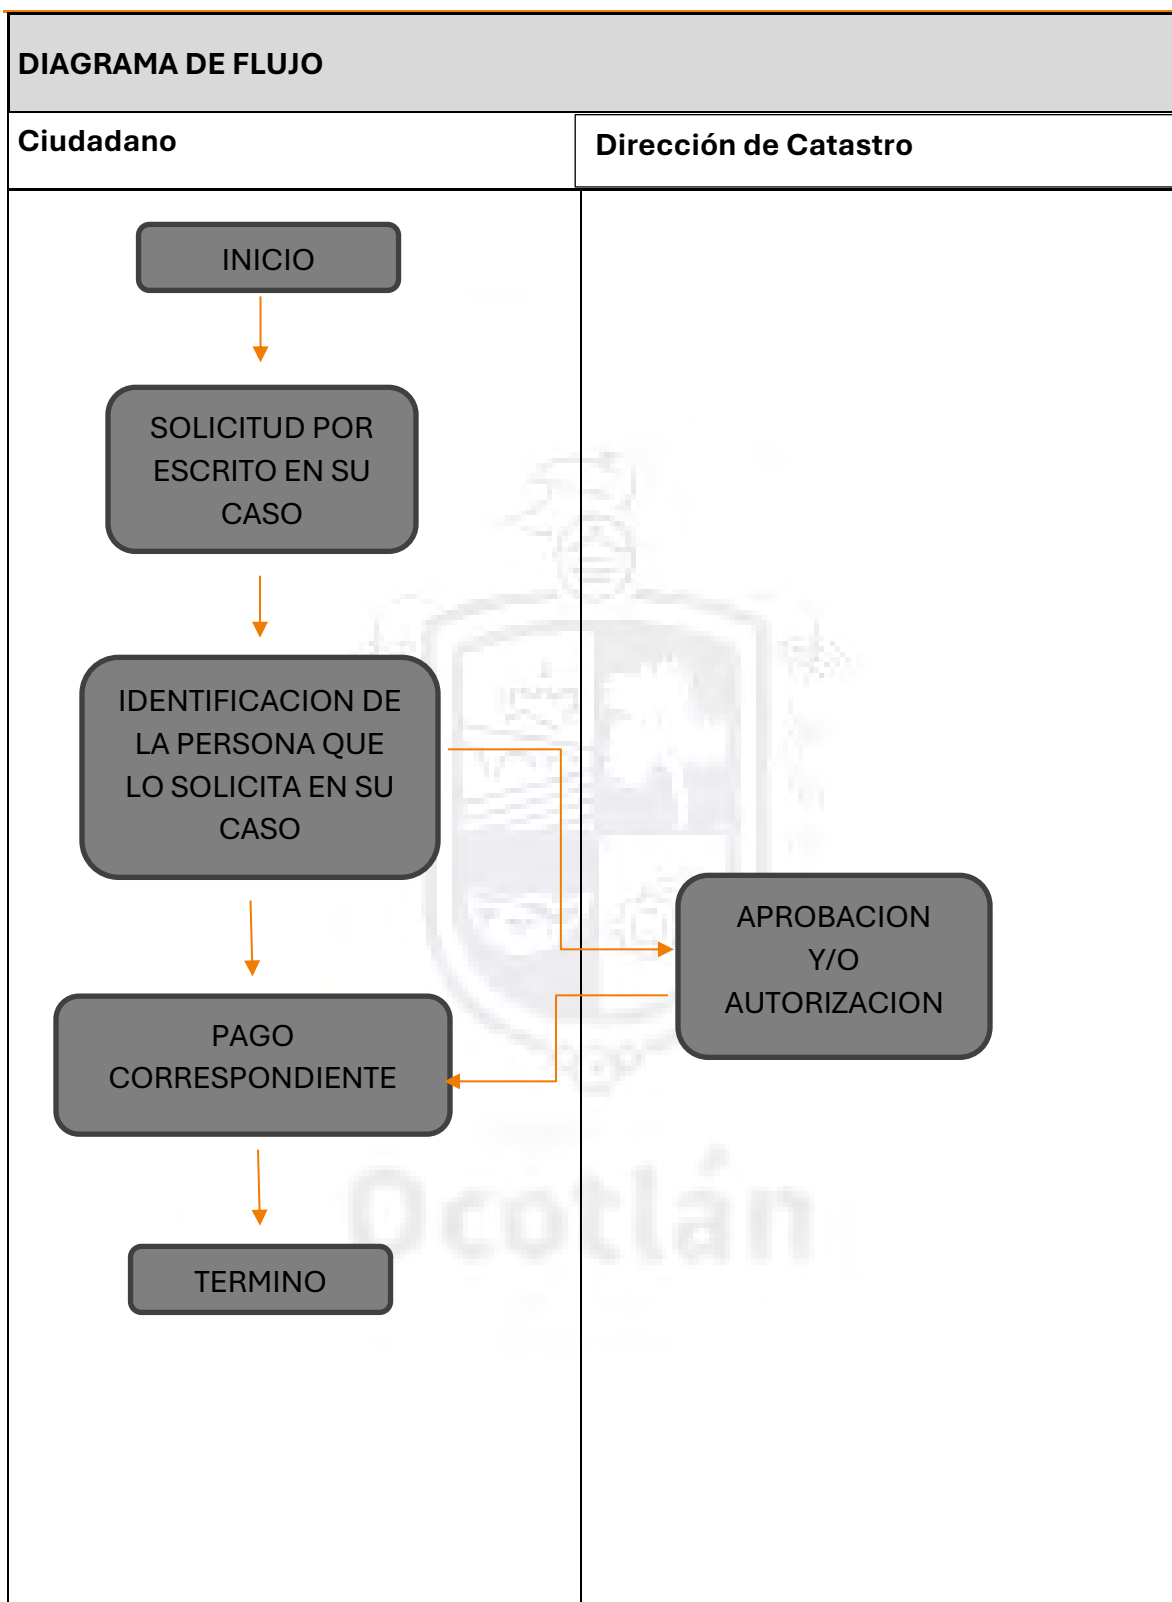 DIAGRAMA DE FLUJO
Ciudadano
Dirección de Catastro
INICIO
SOLICITUD POR
ESCRITO EN SU
CASO
IDENTIFICACION DE
LA PERSONA QUE
LO SOLICITA EN SU
CASO
APROBACION
Y/O
AUTORIZACION
PAGO
CORRESPONDIENTE
TERMINO
Ocotlán